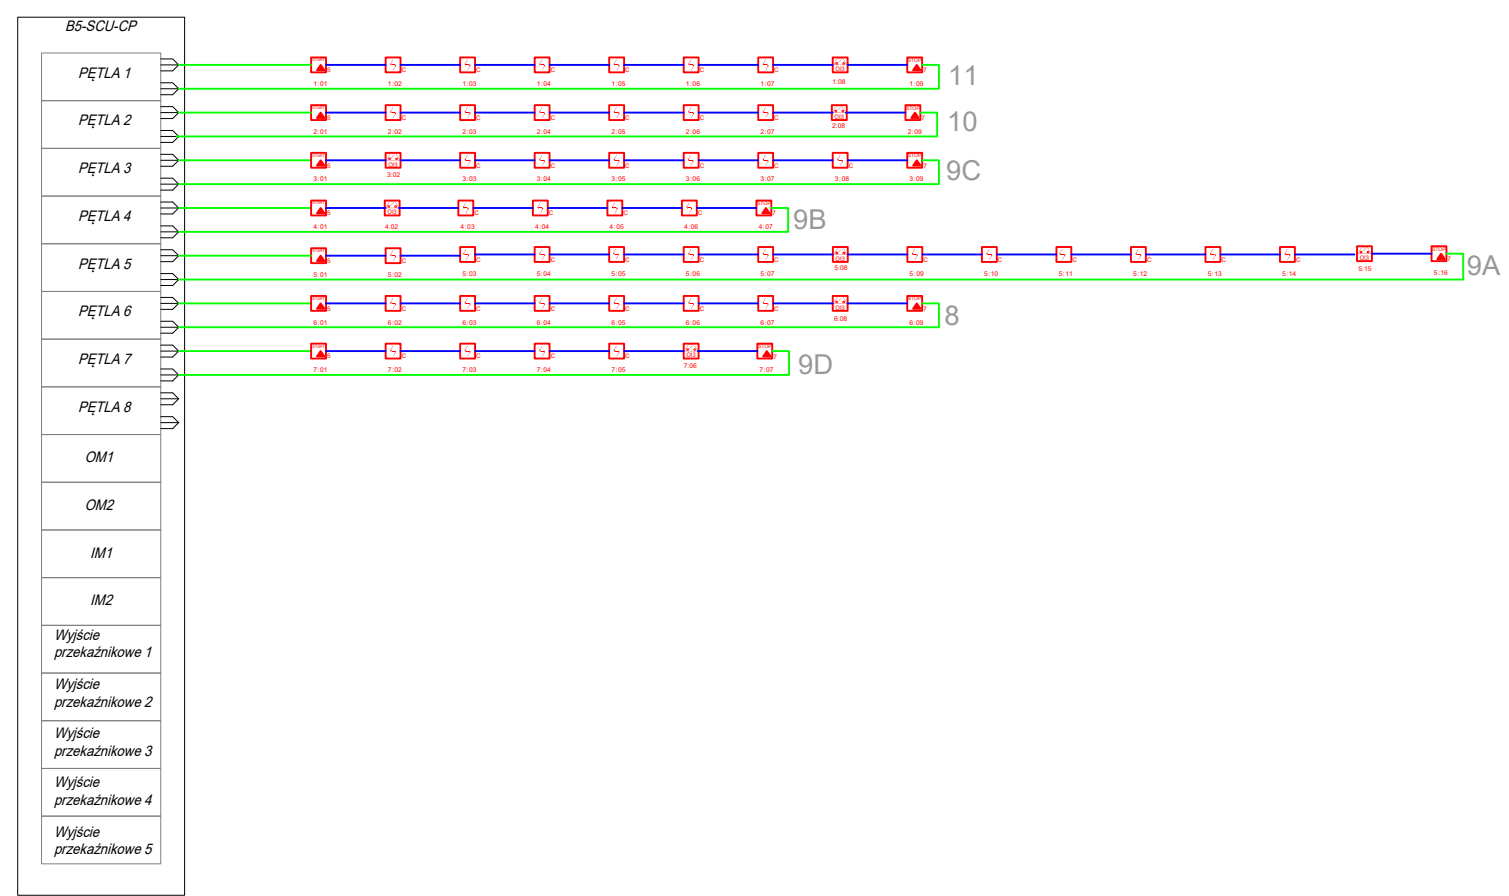 B5-SCU-CP
PĘTLA 1
1:01 1:02 1:03 1:04 1:05 1:06 1:07 1:08 1:09
11
PĘTLA 2
2:01 2:02 2:03 2:04 2:05 2:06 2:07 2:08 2:09
10
PĘTLA 3
3:01 3:02 3:03 3:04 3:05 3:06 3:07 3:08 3:09
9C
PĘTLA 4
4:01 4:02 4:03 4:04 4:05 4:06 4:07
9B
PĘTLA 5
5:01 5:02 5:03 5:04 5:05 5:06 5:07 5:08 5:09 5:10 5:11 5:12 5:13 5:14 5:15 5:16
9A
PĘTLA 6
6:01 6:02 6:03 6:04 6:05 6:06 6:07 6:08 6:09
8
PĘTLA 7
7:01 7:02 7:03 7:04 7:05 7:06 7:07
9D
PĘTLA 8
OM1
OM2
IM1
IM2
Wyjście
przekaźnikowe 1
Wyjście
przekaźnikowe 2
Wyjście
przekaźnikowe 3
Wyjście
przekaźnikowe 4
Wyjście
przekaźnikowe 5